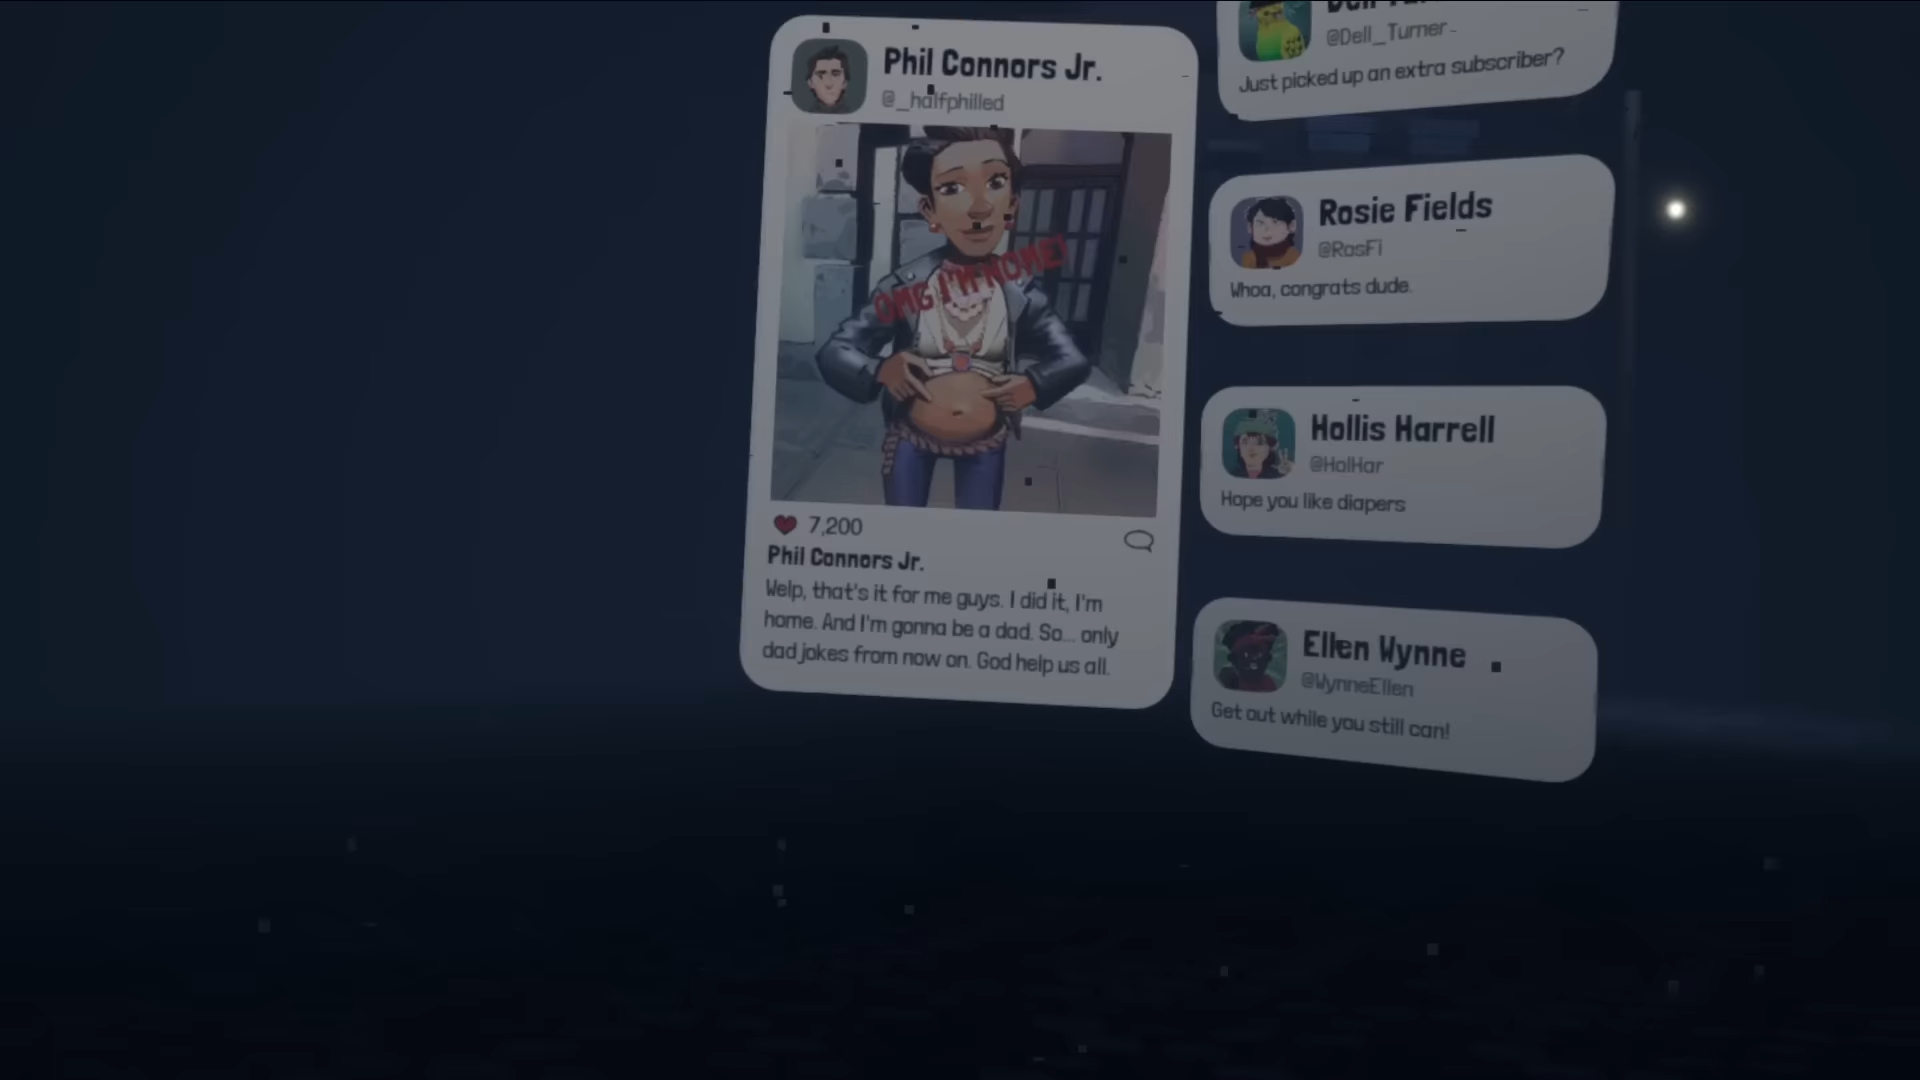 Phil Connors Jr.
@_halfphilled
OMG I'M HOME!
7,200
Phil Connors Jr.
Welp, that's it for me guys. I did it, I'm
home. And I'm gonna be a dad. So... only
dad jokes from now on. God help us all.
@Dell_Turner
Just picked up an extra subscriber?
Rosie Fields
@RosFi
Whoa, congrats dude.
Hollis Harrell
@HolHar
Hope you like diapers
Ellen Wynne
@WynneEllen
Get out while you still can!